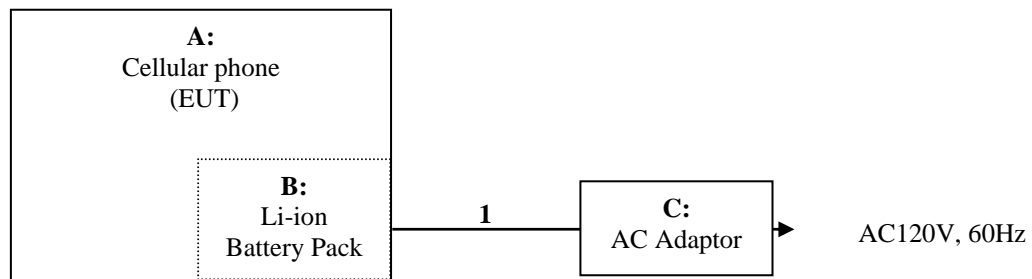 A:
Cellular phone
(EUT)
B:
Li-ion
Battery Pack
1
C:
AC Adaptor
AC120V, 60Hz